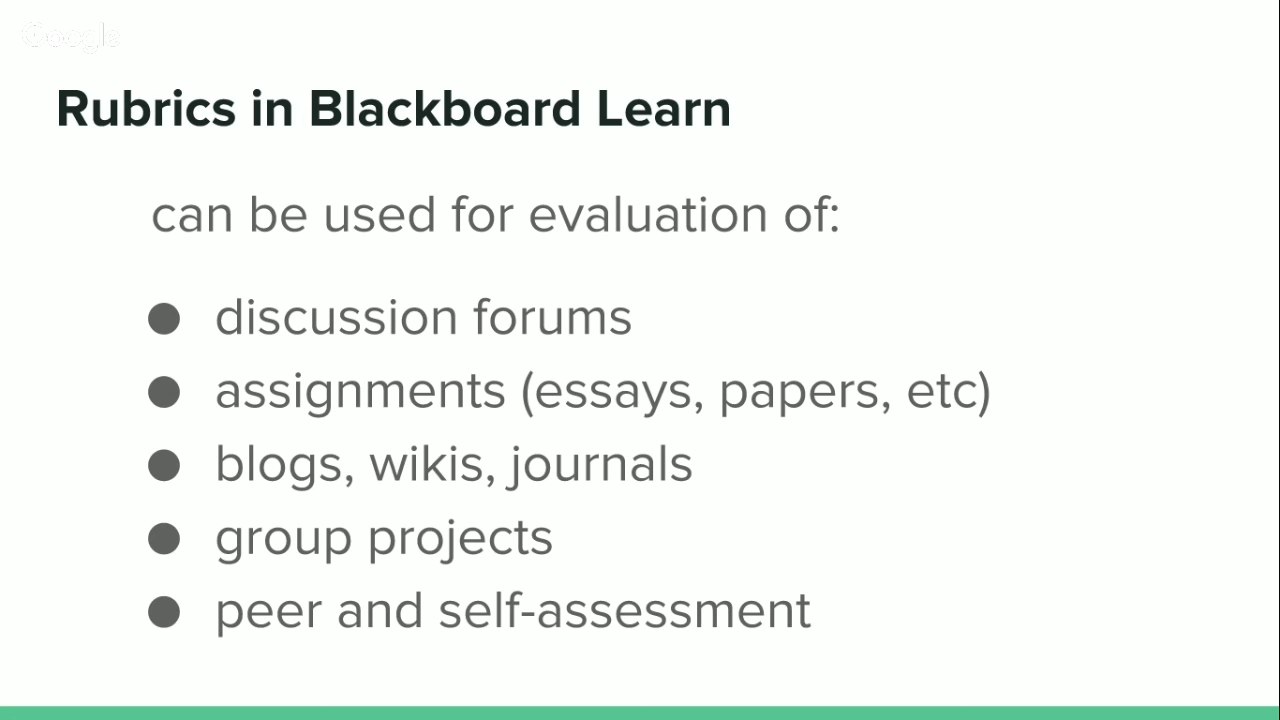 Google
Rubrics in Blackboard Learn
can be used for evaluation of:
● discussion forums
● assignments (essays, papers, etc)
● blogs, wikis, journals
● group projects
● peer and self-assessment